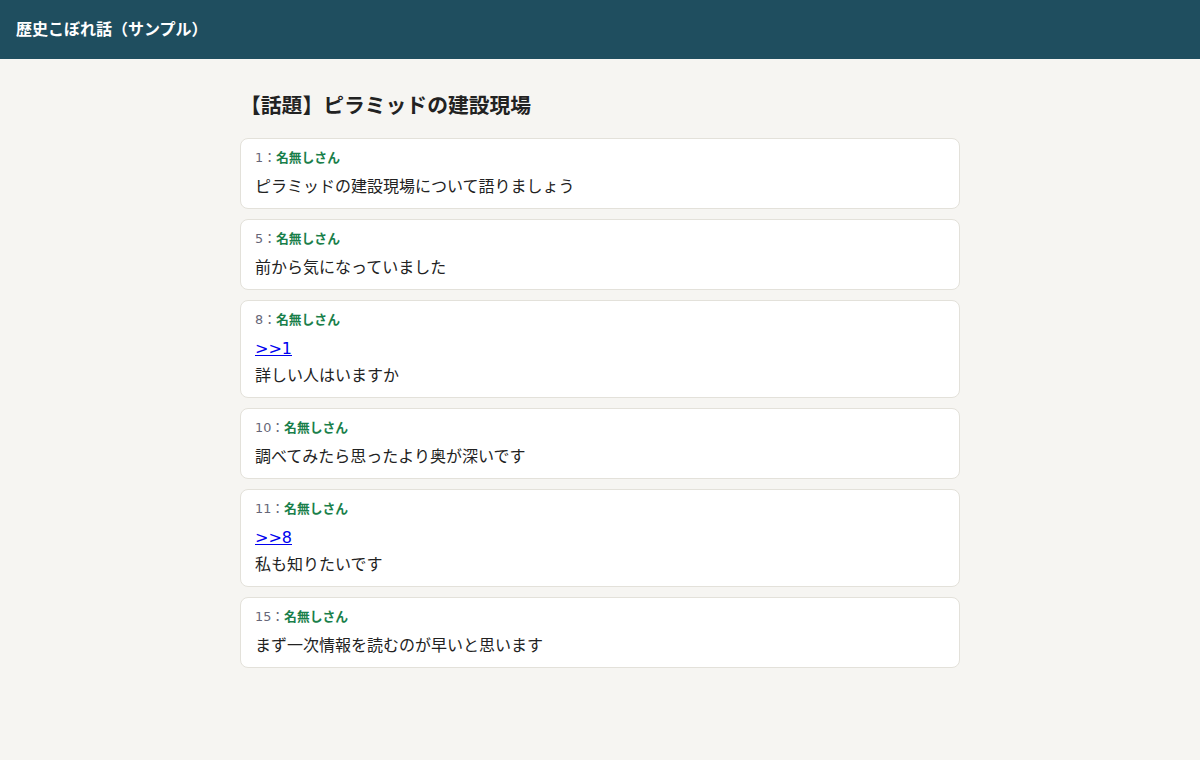 歴史こぼれ話（サンプル）
【話題】ピラミッドの建設現場
1：名無しさん
ピラミッドの建設現場について語りましょう
5：名無しさん
前から気になっていました
8：名無しさん
>>1
詳しい人はいますか
10：名無しさん
調べてみたら思ったより奥が深いです
11：名無しさん
>>8
私も知りたいです
15：名無しさん
まず一次情報を読むのが早いと思います